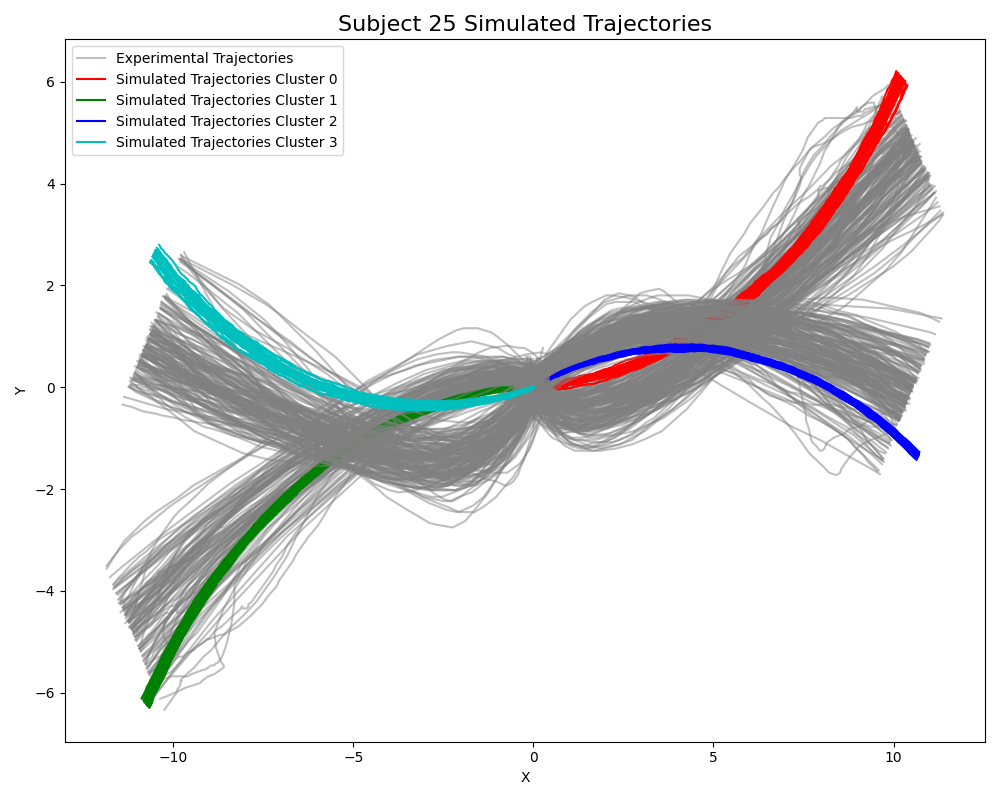 Subject 25 Simulated Trajectories
Experimental Trajectories
Simulated Trajectories Cluster 0
Simulated Trajectories Cluster 1
Simulated Trajectories Cluster 2
Simulated Trajectories Cluster 3
6
4
2
0
−2
−4
−6
Y
−10
−5
0
5
10
X